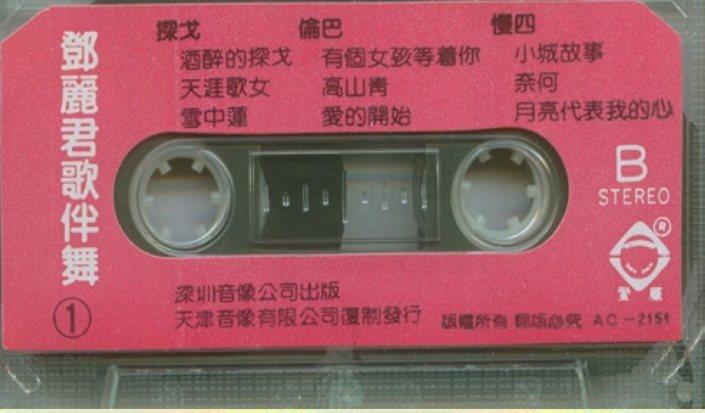 鄧麗君歌伴舞
①
探戈
酒醉的探戈
天涯歌女
雪中蓮
倫巴
有個女孩等着你
高山青
愛的開始
慢四
小城故事
奈何
月亮代表我的心
B
STEREO
®
深圳音像公司出版
天津音像有限公司復制發行
版權所有 翻版必究 AC-2151